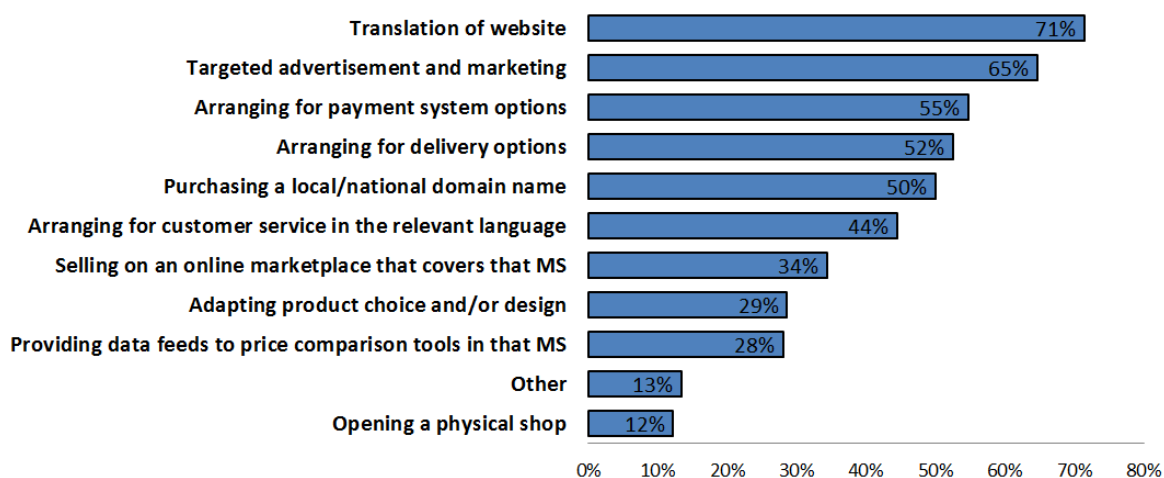 Translation of website 71%
Targeted advertisement and marketing 65%
Arranging for payment system options 55%
Arranging for delivery options 52%
Purchasing a local/national domain name 50%
Arranging for customer service in the relevant language 44%
Selling on an online marketplace that covers that MS 34%
Adapting product choice and/or design 29%
Providing data feeds to price comparison tools in that MS 28%
Other 13%
Opening a physical shop 12%
0% 10% 20% 30% 40% 50% 60% 70% 80%